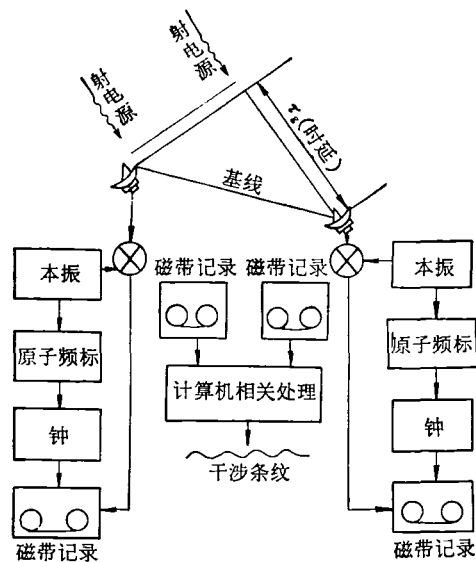 射电源
射电源
τg(时延)
基线
磁带记录
磁带记录
本振
本振
原子频标
原子频标
计算机相关处理
钟
钟
干涉条纹
磁带记录
磁带记录